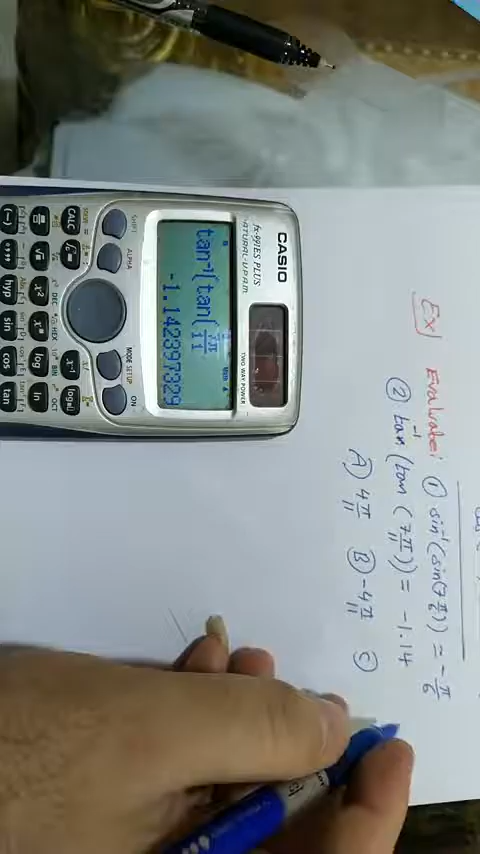 Ex) Evaluate: ① sin⁻¹(sin(7π/6)) = -π/6
② tan⁻¹(tan(7π/11)) = -1.14
A) 4π/11 B) -4π/11 C)
CASIO
fx-991ES PLUS
NATURAL-V.P.A.M.
TWO WAY POWER
tan⁻¹(tan(7π/11
-1.142397329
SHIFT ALPHA MODE SETUP ON
CALC x⁻¹ logₐ
x² log ln
(-) hyp sin cos tan